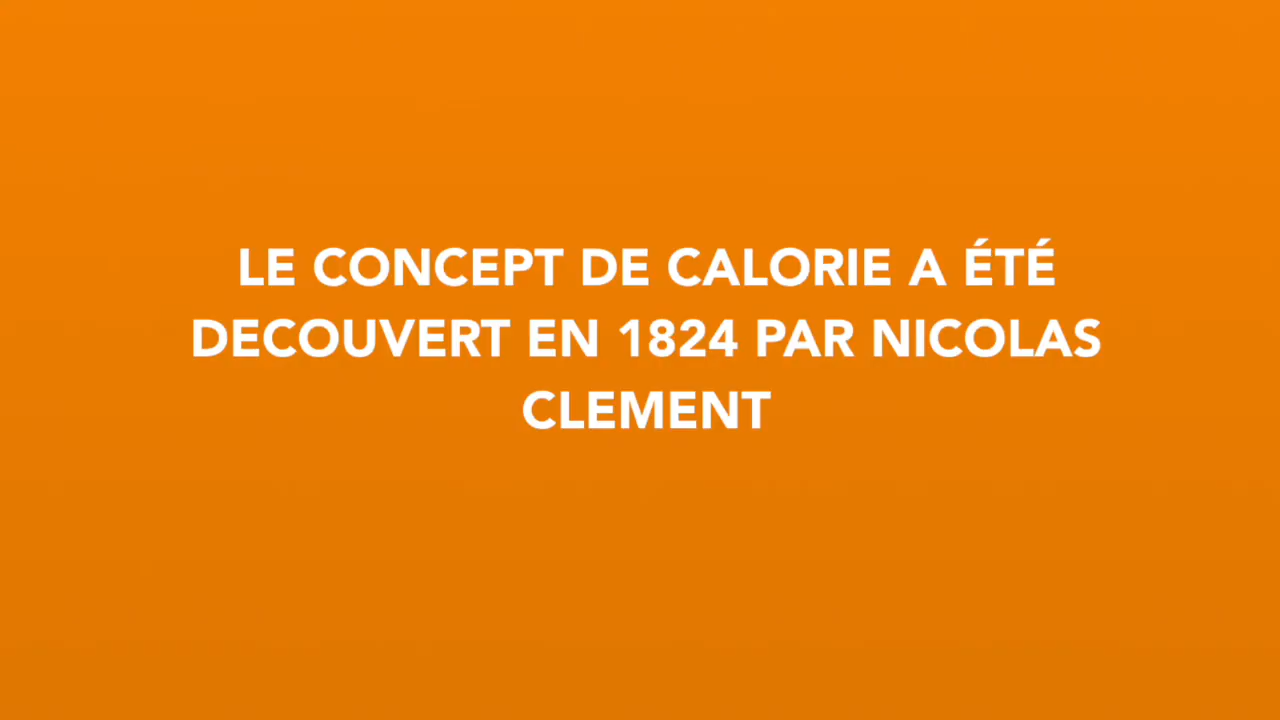 LE CONCEPT DE CALORIE A ÉTÉ
DECOUVERT EN 1824 PAR NICOLAS
CLEMENT